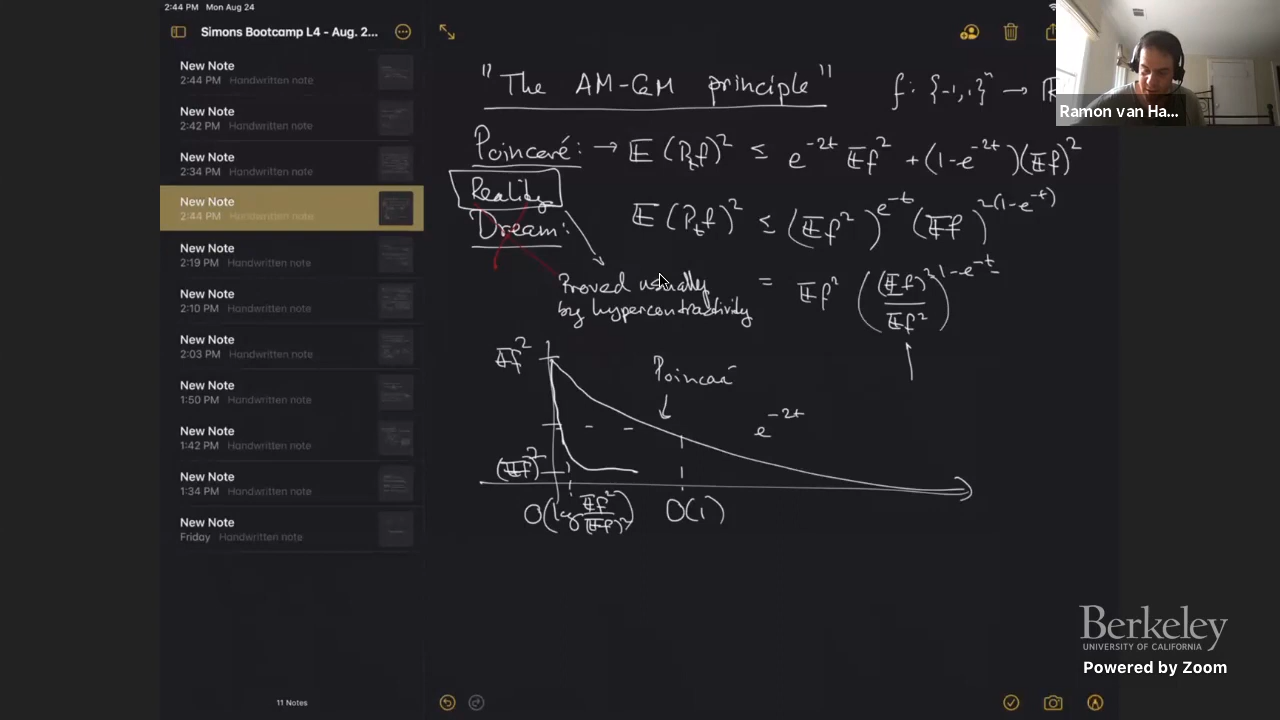 2:44 PM Mon Aug 24
Simons Bootcamp L4 - Aug. 2...
New Note
2:44 PM Handwritten note
New Note
2:42 PM Handwritten note
New Note
2:34 PM Handwritten note
New Note
2:44 PM Handwritten note
New Note
2:19 PM Handwritten note
New Note
2:10 PM Handwritten note
New Note
2:03 PM Handwritten note
New Note
1:50 PM Handwritten note
New Note
1:42 PM Handwritten note
New Note
1:34 PM Handwritten note
New Note
Friday Handwritten note
11 Notes
"The AM-GM principle" f: {-1,1}^n → ℝ
Poincaré: → 𝔼(P_t f)^2 ≤ e^{-2t} 𝔼f^2 + (1-e^{-2t})(𝔼f)^2
Reality
Dream: 𝔼(P_t f)^2 ≤ (𝔼f^2)^{e^{-t}} (𝔼f)^{2(1-e^{-t})}
Proved usually
by hypercontractivity
= 𝔼f^2 ((𝔼f)^2/𝔼f^2)^{1-e^{-t}}
𝔼f^2
Poincaré
e^{-2t}
(𝔼f)^2
O(log 𝔼f^2/(𝔼f)^2) O(1)
Ramon van Ha...
Berkeley
UNIVERSITY OF CALIFORNIA
Powered by Zoom